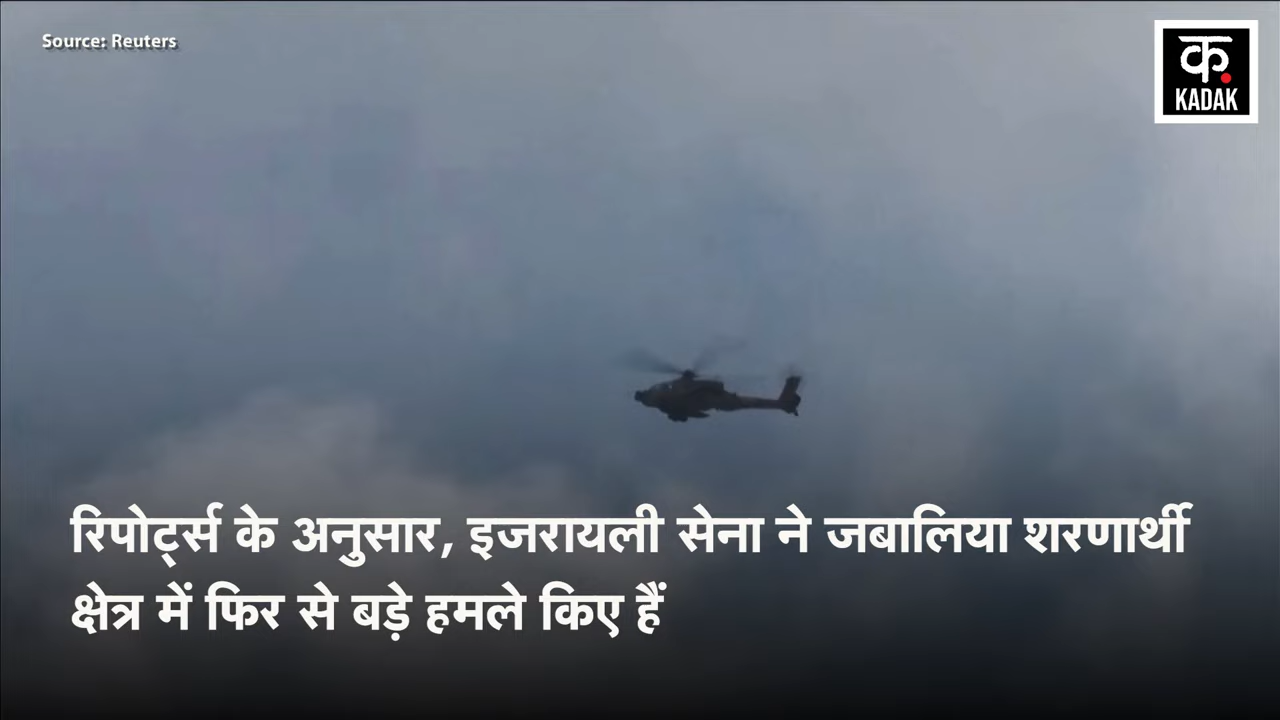 Source: Reuters
क.
KADAK
रिपोर्ट्स के अनुसार, इजरायली सेना ने जबालिया शरणार्थी
क्षेत्र में फिर से बड़े हमले किए हैं